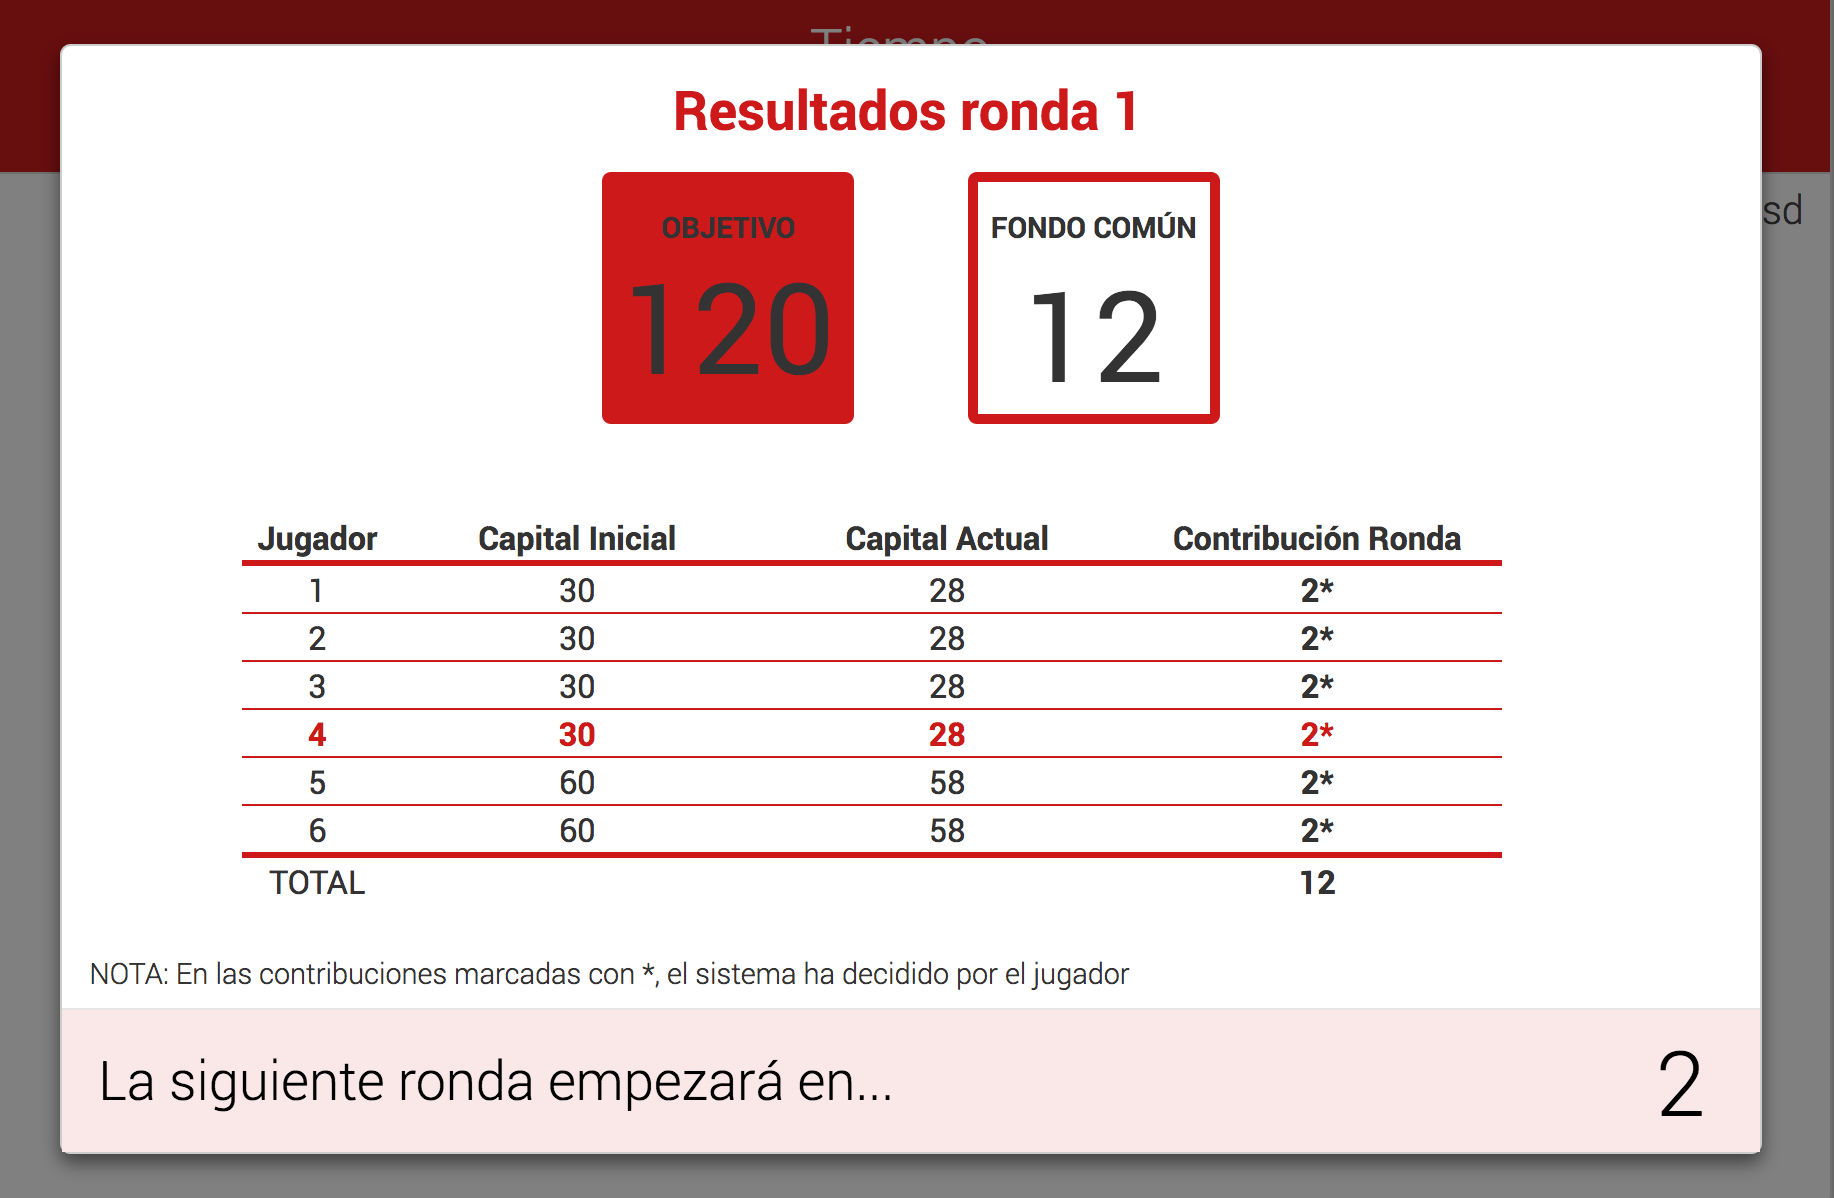 Tiempo
Resultados ronda 1
OBJETIVO FONDO COMÚN
120 12
sd
Jugador Capital Inicial Capital Actual Contribución Ronda
1 30 28 2*
2 30 28 2*
3 30 28 2*
4 30 28 2*
5 60 58 2*
6 60 58 2*
TOTAL 12
NOTA: En las contribuciones marcadas con *, el sistema ha decidido por el jugador
La siguiente ronda empezará en... 2